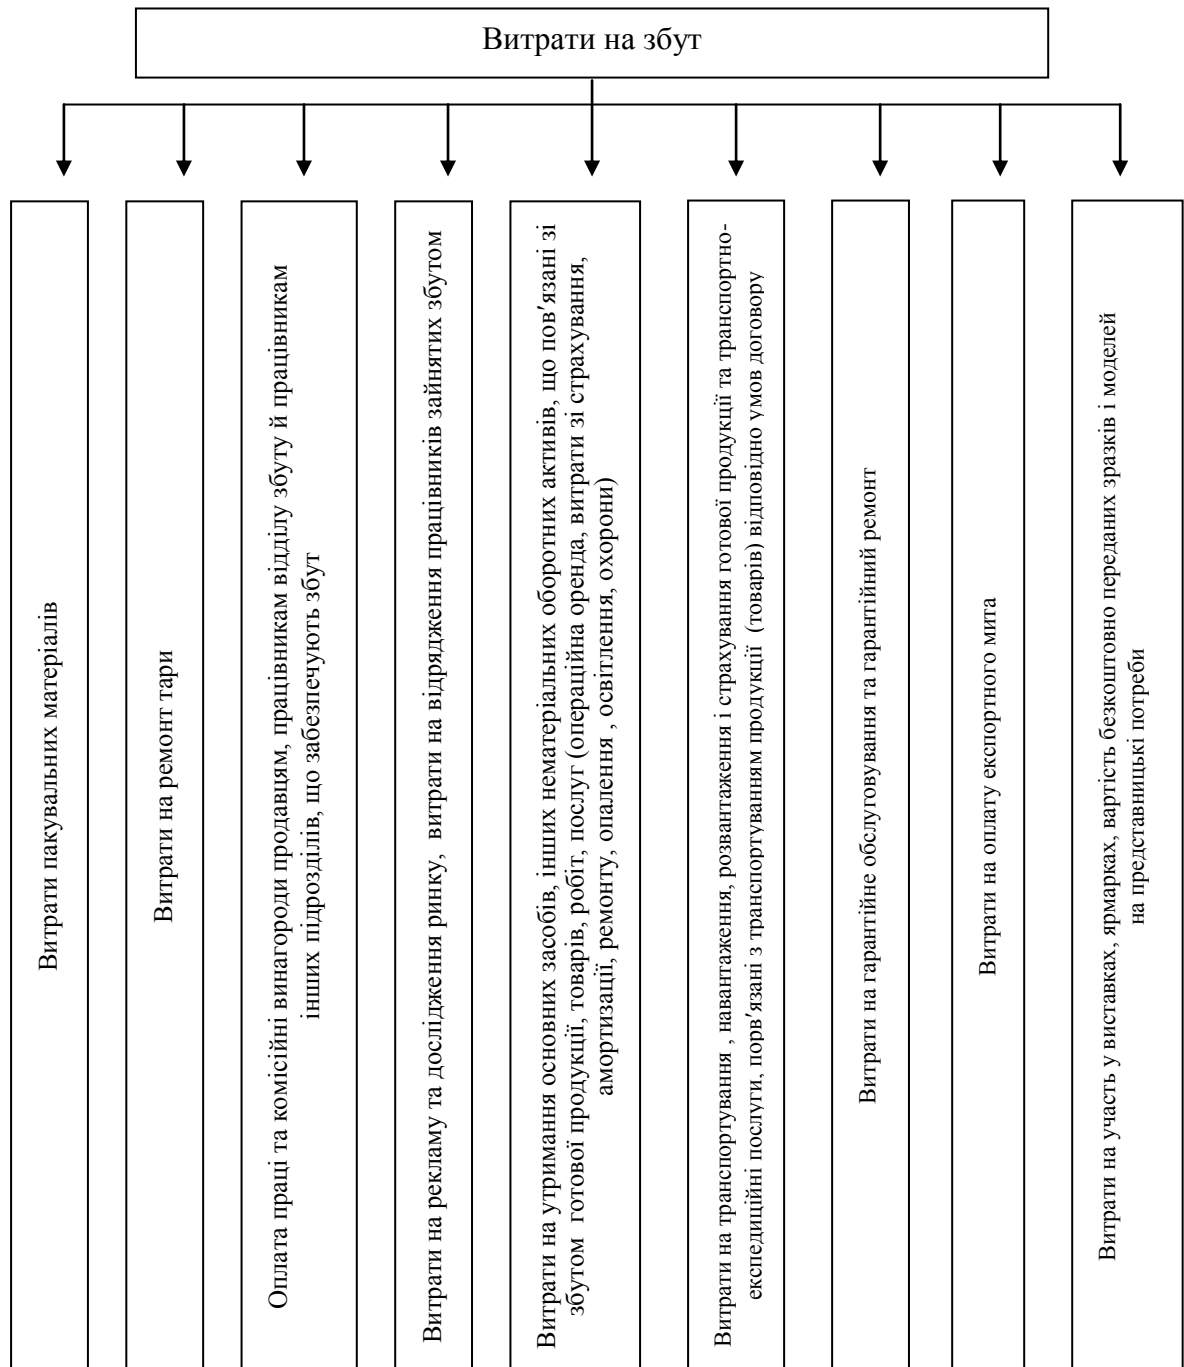 Витрати на збут
Витрати пакувальних матеріалів
Витрати на ремонт тари
Оплата праці та комісійні винагороди продавцям, працівникам відділу збуту й працівникам
інших підрозділів, що забезпечують збут
Витрати на рекламу та дослідження ринку, витрати на відрядження працівників зайнятих збутом
Витрати на утримання основних засобів, інших нематеріальних оборотних активів, що пов′язані зі
збутом готової продукції, товарів, робіт, послуг (операційна оренда, витрати зі страхування,
амортизації, ремонту, опалення , освітлення, охорони)
Витрати на транспортування , навантаження, розвантаження і страхування готової продукції та транспортно-
експедиційні послуги, порв′язані з транспортуванням продукції (товарів) відповідно умов договору
Витрати на гарантійне обслуговування та гарантійний ремонт
Витрати на оплату експортного мита
Витрати на участь у виставках, ярмарках, вартість безкоштовно переданих зразків і моделей
на представницькі потреби